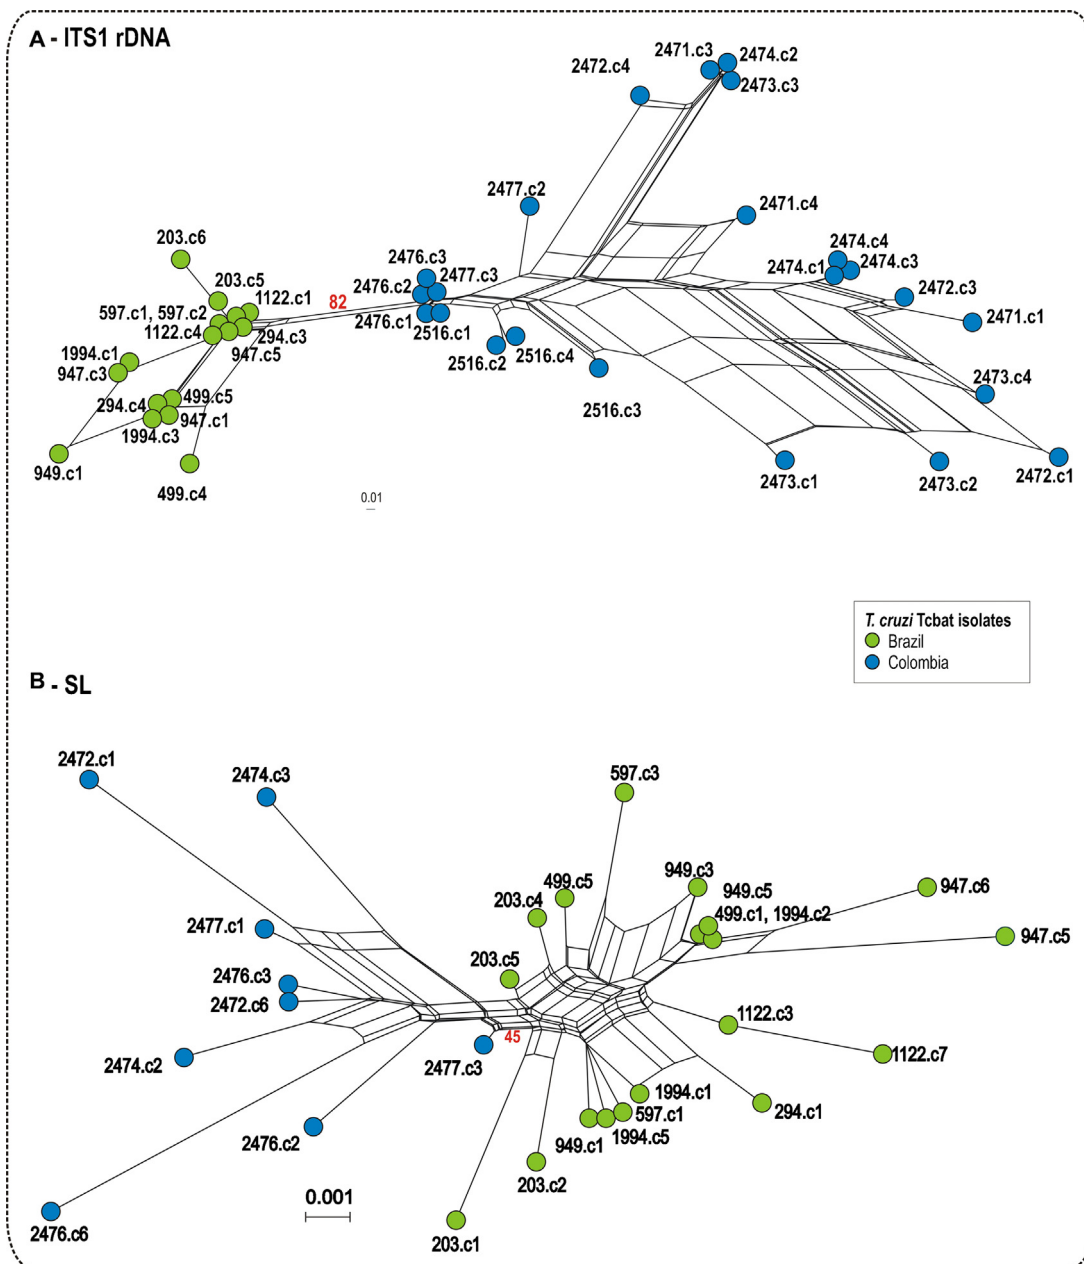 A - ITS1 rDNA
2471.c3
2474.c2
2472.c4
2473.c3
2477.c2
2471.c4
203.c6
2476.c3
2474.c4
203.c5
2476.c2
2477.c3
2474.c1
2474.c3
1122.c1
82
2472.c3
597.c1, 597.c2
2476.c1
2516.c1
2471.c1
1122.c4
294.c3
1994.c1
947.c5
2516.c2
2516.c4
947.c3
2473.c4
294.c4
499.c5
2516.c3
1994.c3
947.c1
949.c1
2473.c1
2473.c2
2472.c1
499.c4
0.01
T. cruzi Tcbat isolates
Brazil
Colombia
B - SL
2472.c1
2474.c3
597.c3
949.c3
947.c6
499.c5
949.c5
203.c4
499.c1, 1994.c2
2477.c1
947.c5
203.c5
2476.c3
2472.c6
1122.c3
45
2474.c2
2477.c3
1122.c7
1994.c1
294.c1
597.c1
2476.c2
949.c1
1994.c5
203.c2
0.001
2476.c6
203.c1